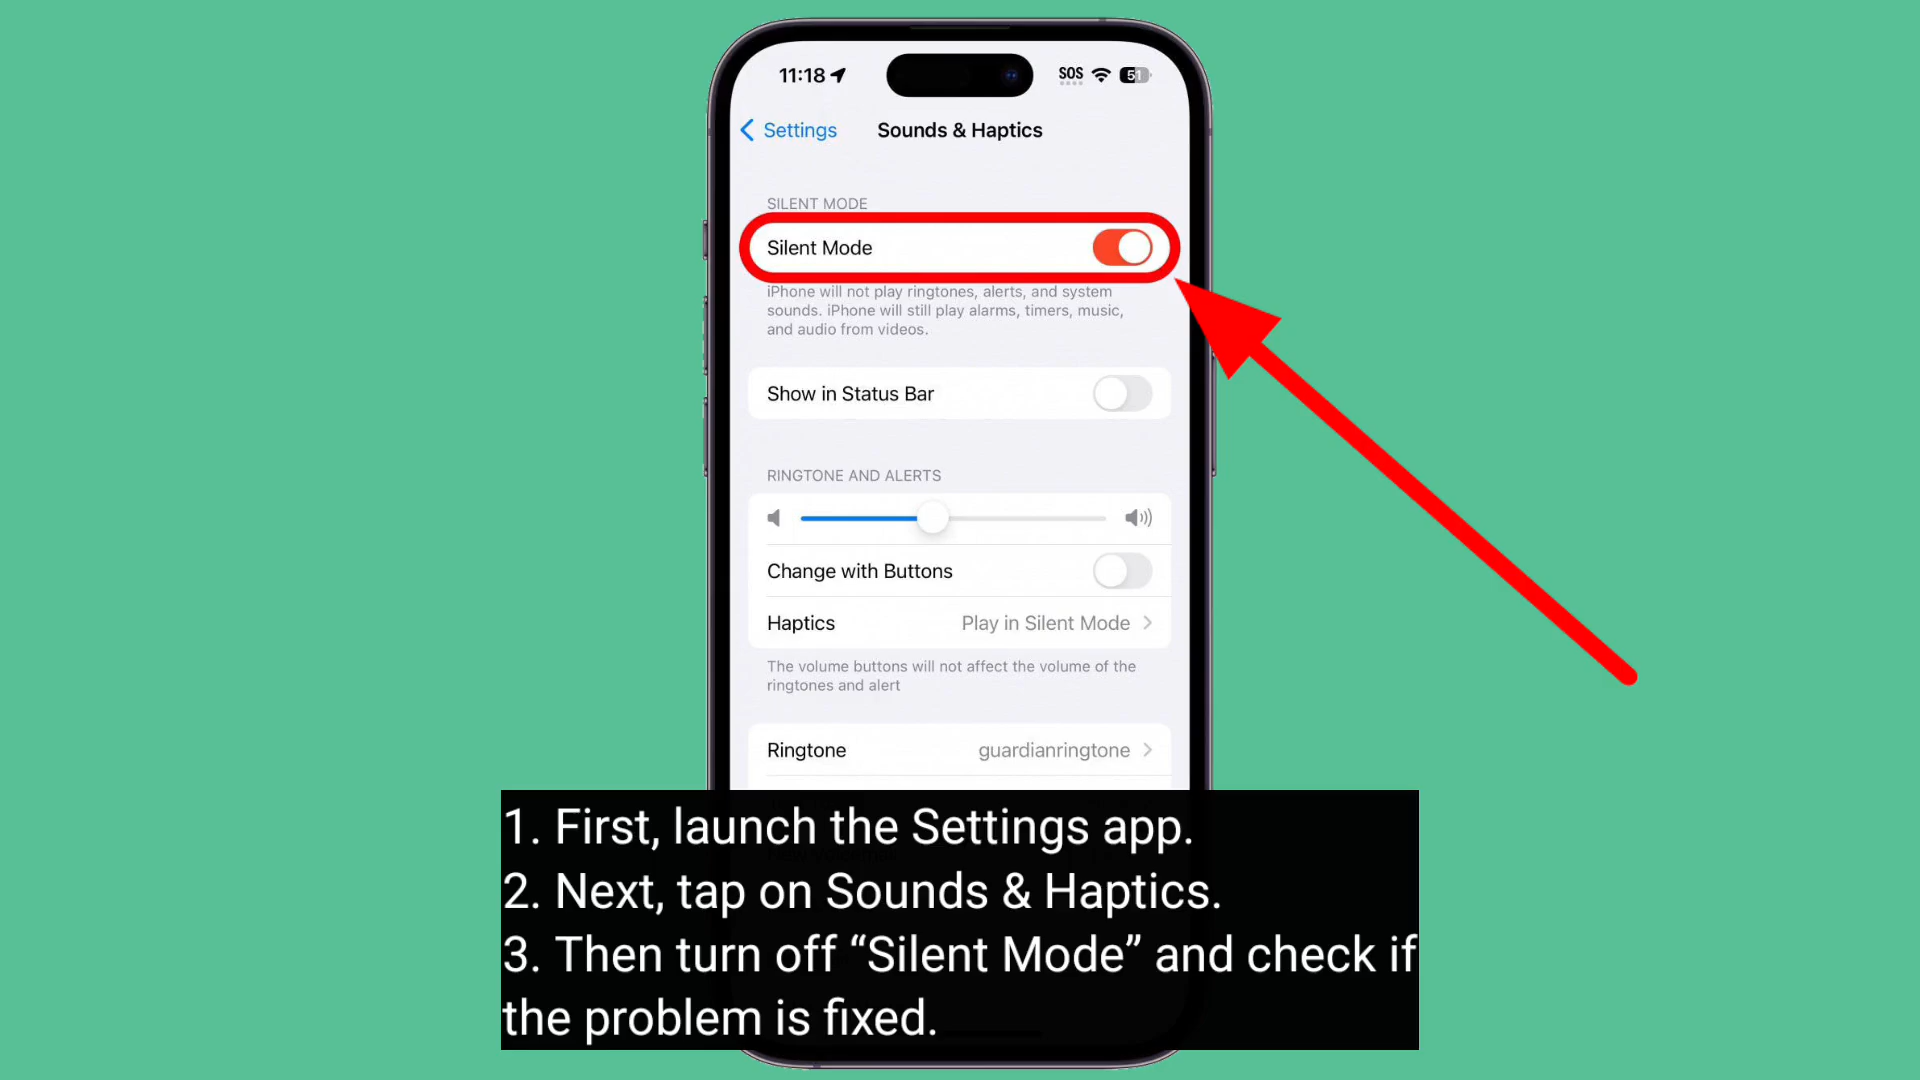 11:18
SOS
51
Settings
Sounds & Haptics
SILENT MODE
Silent Mode
iPhone will not play ringtones, alerts, and system
sounds. iPhone will still play alarms, timers, music,
and audio from videos.
Show in Status Bar
RINGTONE AND ALERTS
Change with Buttons
Haptics Play in Silent Mode
The volume buttons will not affect the volume of the
ringtones and alert
Ringtone guardianringtone
1. First, launch the Settings app.
2. Next, tap on Sounds & Haptics.
3. Then turn off “Silent Mode” and check if
the problem is fixed.